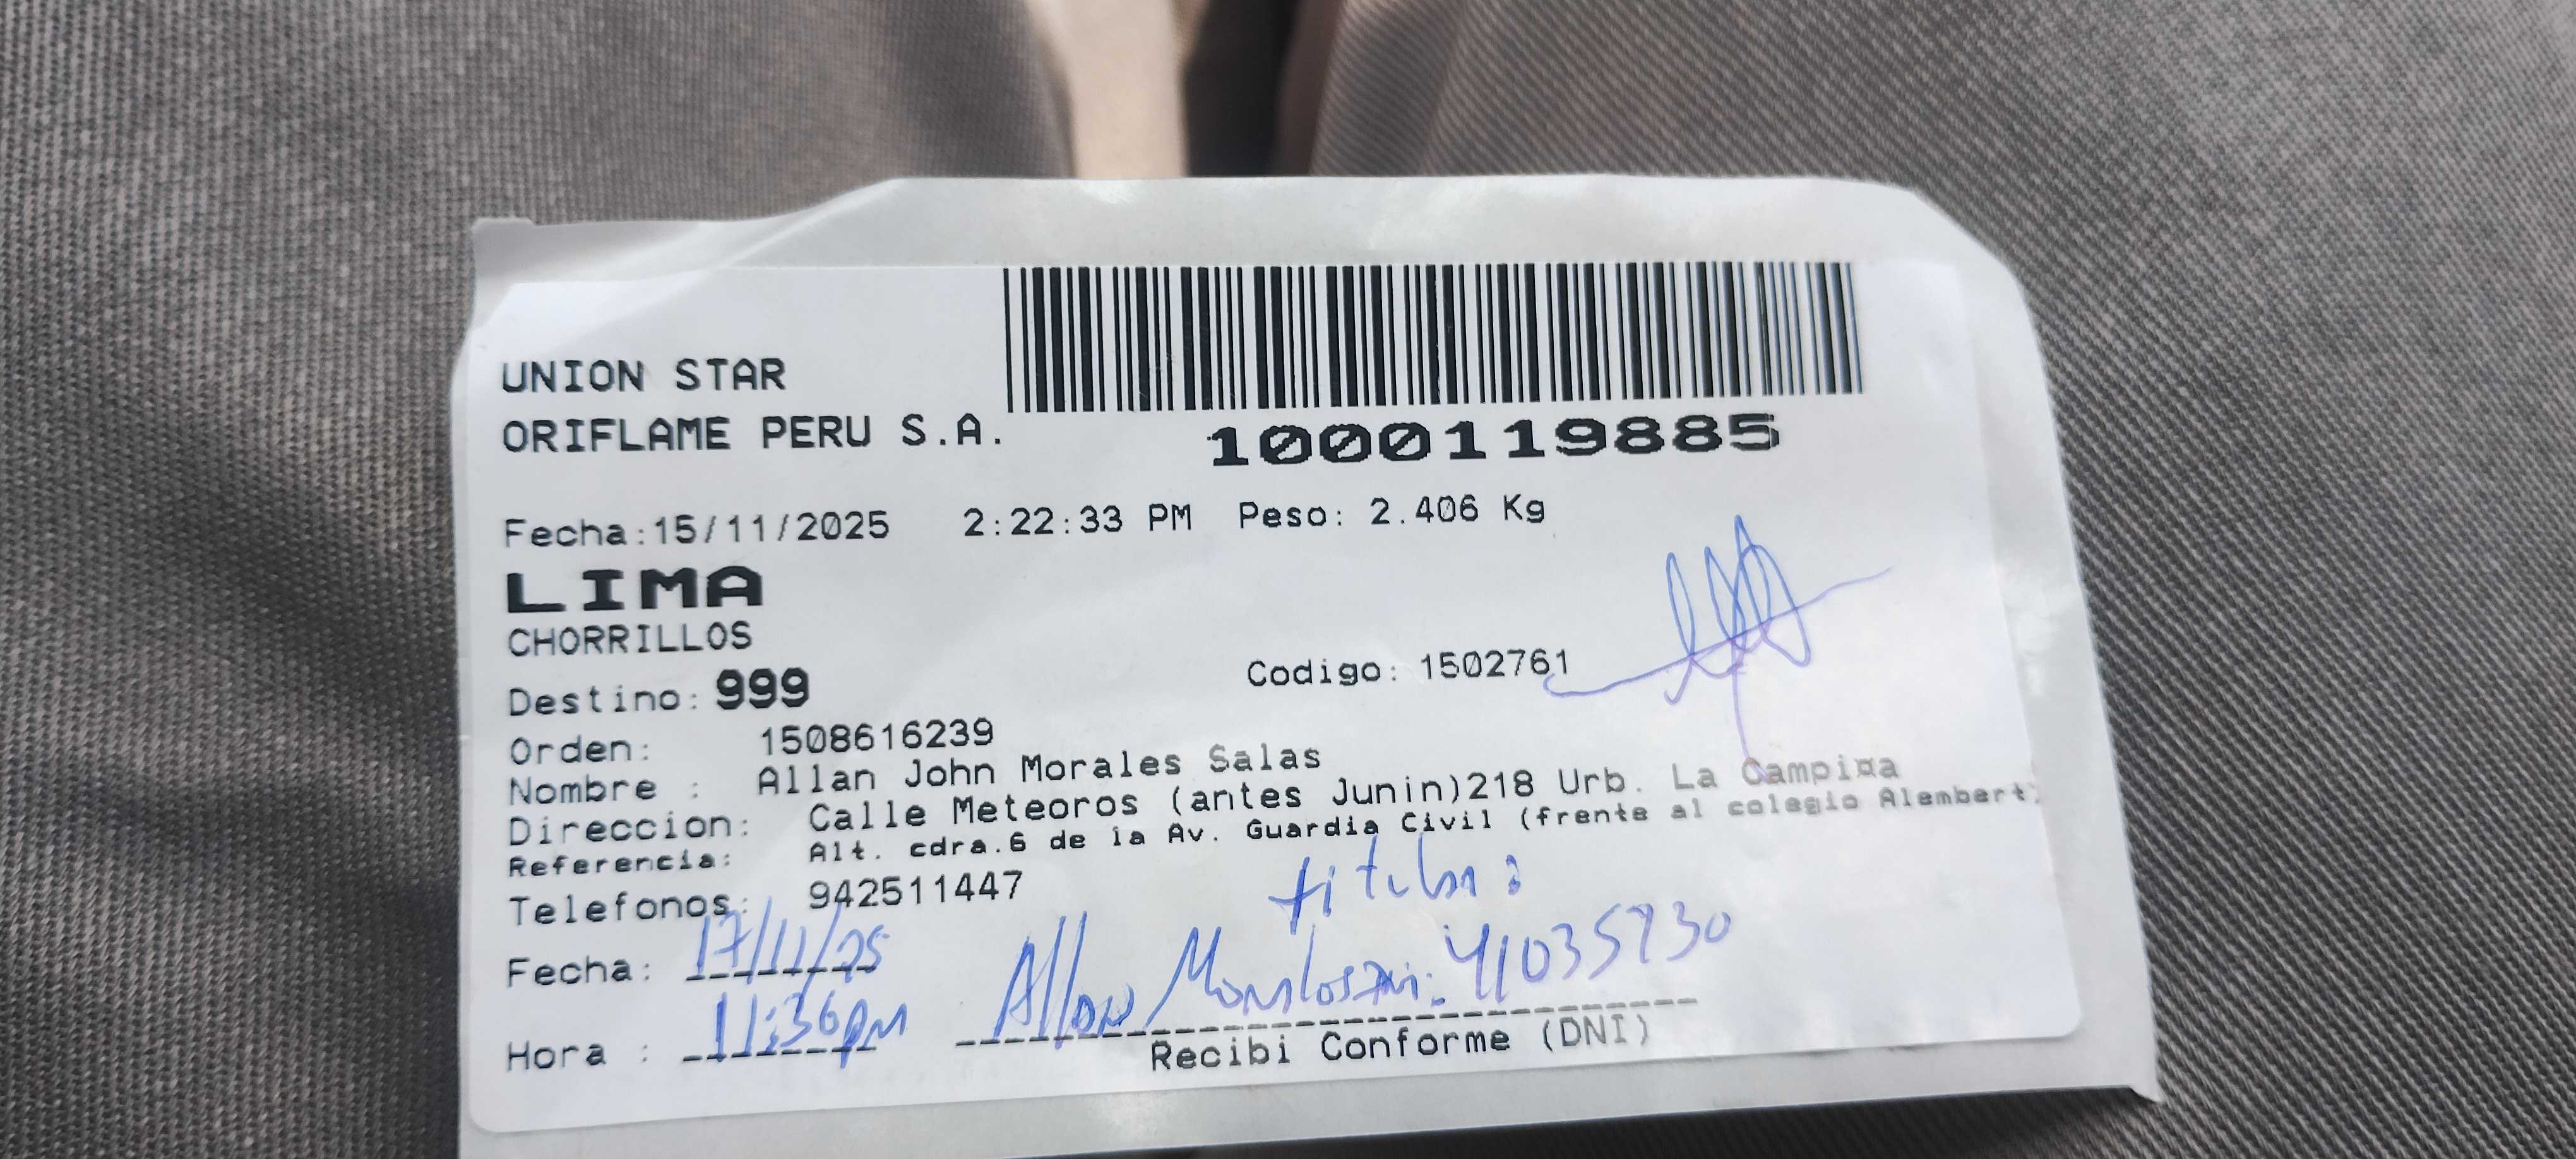 UNION STAR
ORIFLAME PERU S.A.
1000119885
Fecha:15/11/2025 2:22:33 PM Peso: 2.406 Kg
LIMA
CHORRILLOS
Destino: 999 Codigo: 1502761
Orden: 1508616239
Nombre : Allan John Morales Salas
Direccion: Calle Meteoros (antes Junin)218 Urb. La Campi¤a
Referencia: Alt. cdra.6 de la Av. Guardia Civil (frente al colegio Alembert)
Telefonos: 942511447
titular:
Fecha: 17/11/25
Allan Morales DNI: 41035730
Hora : 11:36pm
Recibi Conforme (DNI)